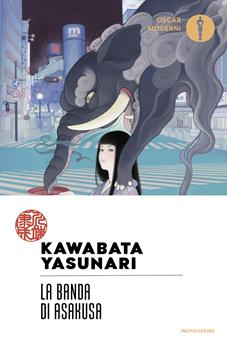 OSCAR
MODERNI
KAWABATA
YASUNARI
LA BANDA
DI ASAKUSA
MONDADORI